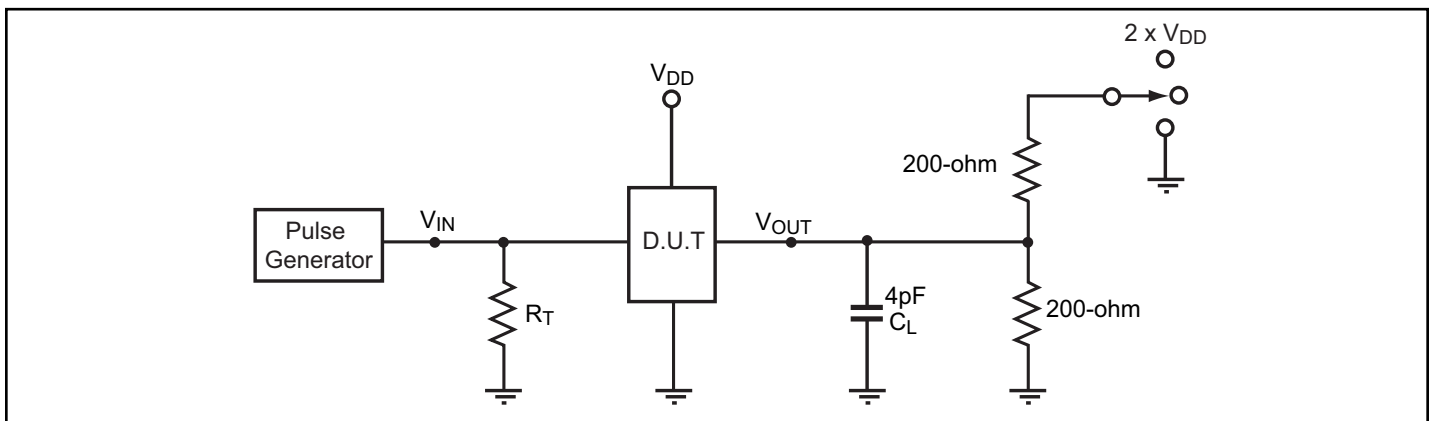 2 x VDD
VDD
200-ohm
Pulse
Generator
VIN
D.U.T
VOUT
RT
4pF
CL
200-ohm